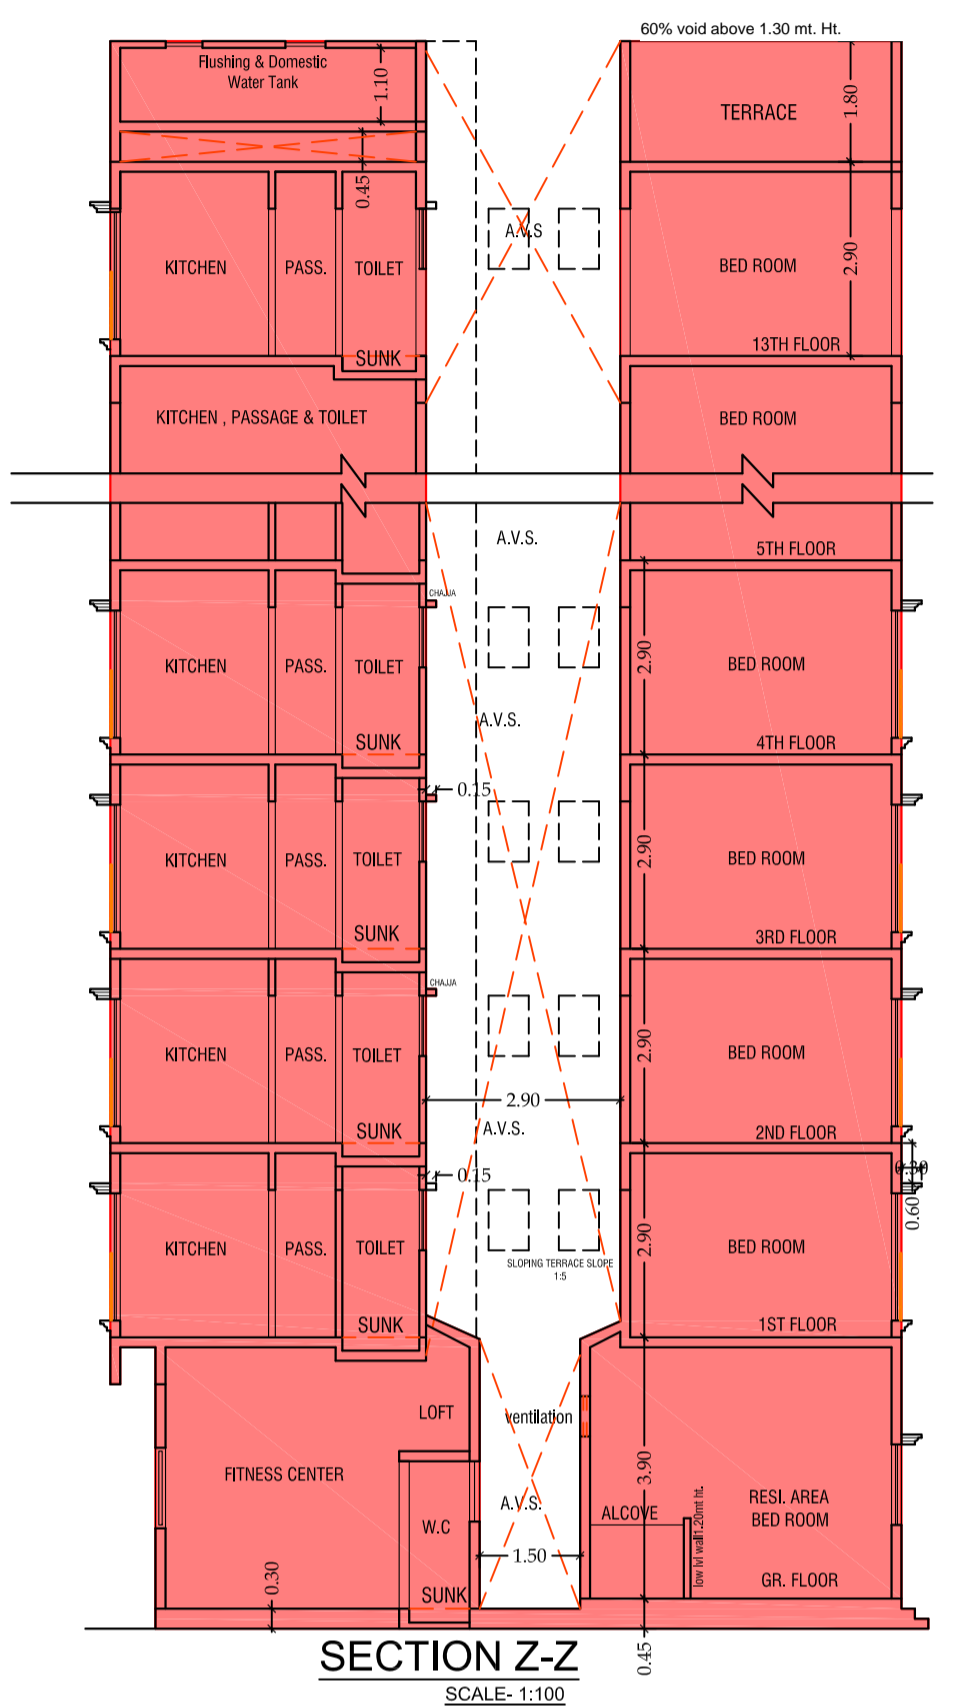 60% void above 1.30 mt. Ht.
Flushing & Domestic
Water Tank
1.10
TERRACE
1.80
0.45
A.V.S
KITCHEN
PASS.
TOILET
BED ROOM
2.90
SUNK
13TH FLOOR
KITCHEN , PASSAGE & TOILET
BED ROOM
A.V.S.
5TH FLOOR
CHAJJA
KITCHEN
PASS.
TOILET
2.90
BED ROOM
A.V.S.
SUNK
4TH FLOOR
0.15
KITCHEN
PASS.
TOILET
2.90
BED ROOM
SUNK
3RD FLOOR
CHAJJA
KITCHEN
PASS.
TOILET
2.90
BED ROOM
2.90
SUNK
A.V.S.
2ND FLOOR
0.15
0.60
KITCHEN
PASS.
TOILET
2.90
BED ROOM
SLOPING TERRACE SLOPE
1:5
SUNK
1ST FLOOR
LOFT
ventilation
FITNESS CENTER
3.90
RESI. AREA
BED ROOM
A.V.S.
ALCOVE
low lvl wall1.20mt ht.
W.C
1.50
0.30
SUNK
GR. FLOOR
0.45
SECTION Z-Z
SCALE- 1:100